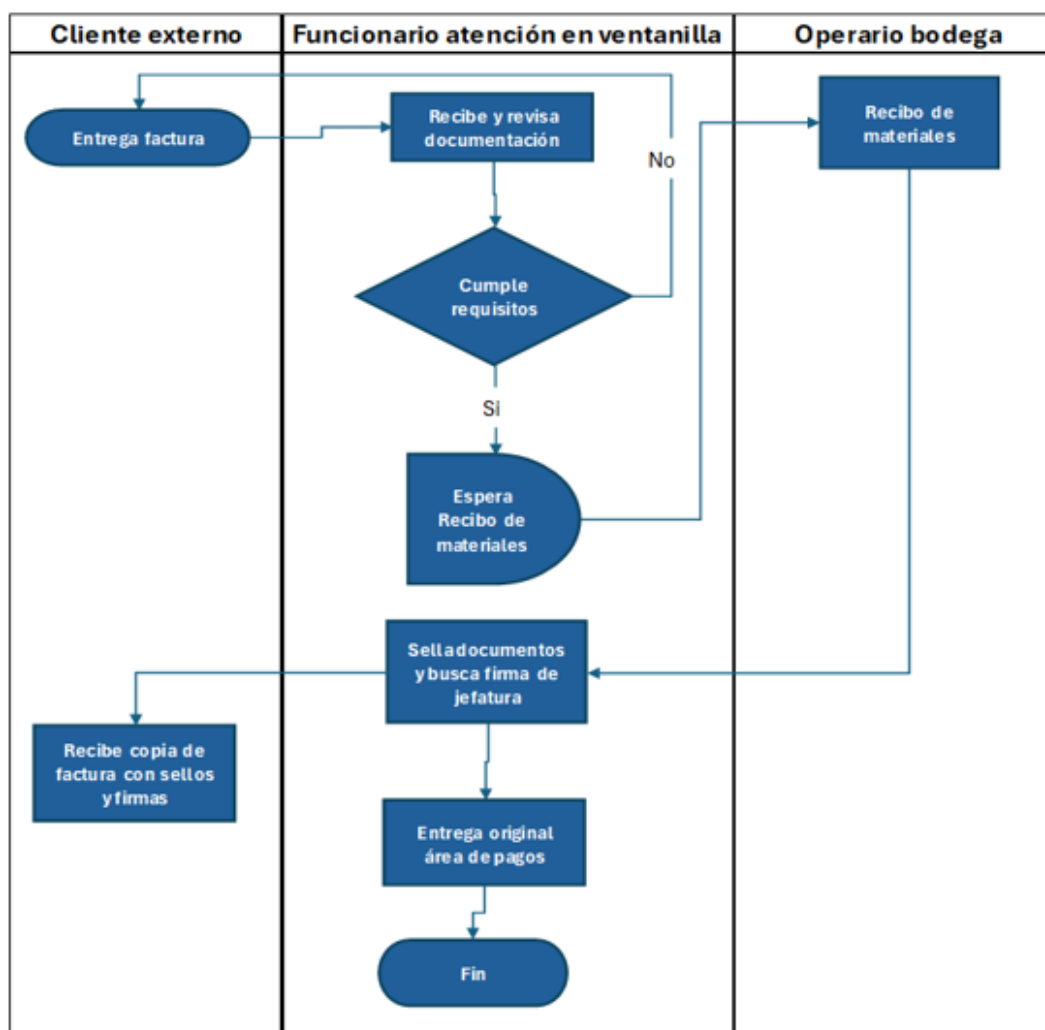 Cliente externo
Funcionario atención en ventanilla
Operario bodega
Entrega factura
Recibe y revisa
documentación
No
Recibo de
materiales
Cumple
requisitos
Si
Espera
Recibo de
materiales
Sella documentos
y busca firma de
jefatura
Recibe copia de
factura con sellos
y firmas
Entrega original
área de pagos
Fin